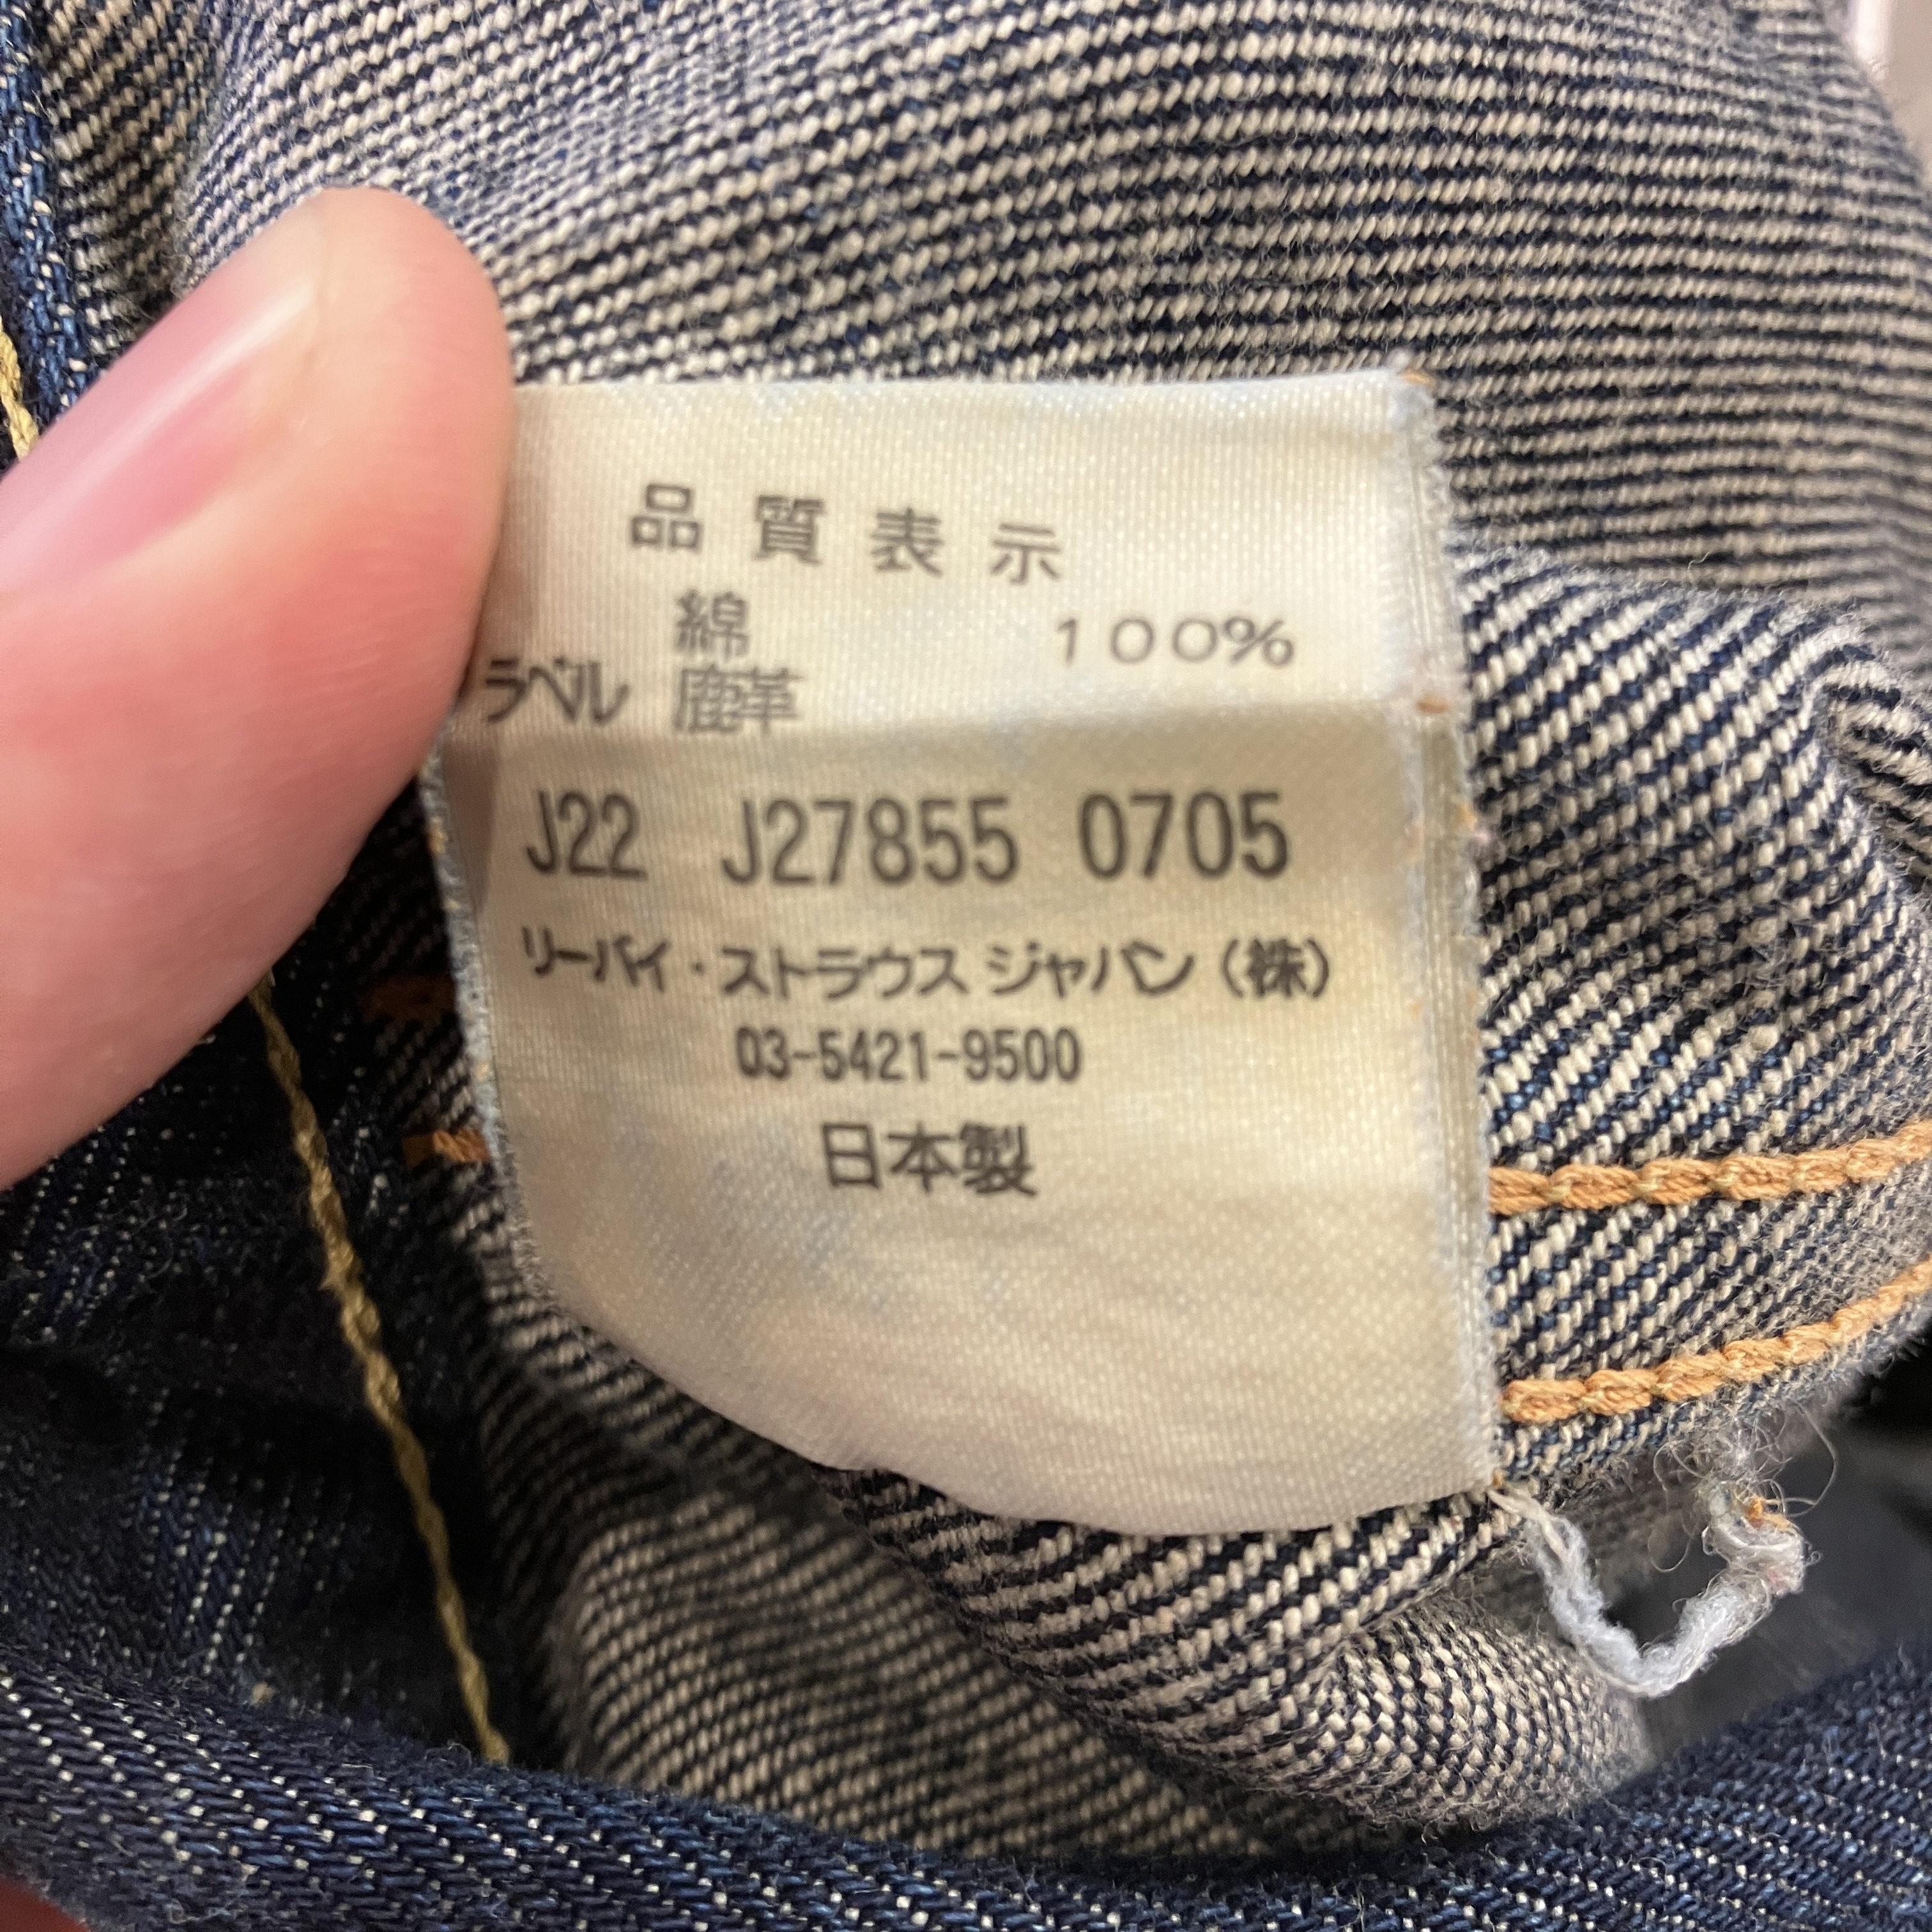 品質表示
綿 100%
ラベル 鹿革
J22 J27855 0705
リーバイ・ストラウス ジャパン(株)
03-5421-9500
日本製